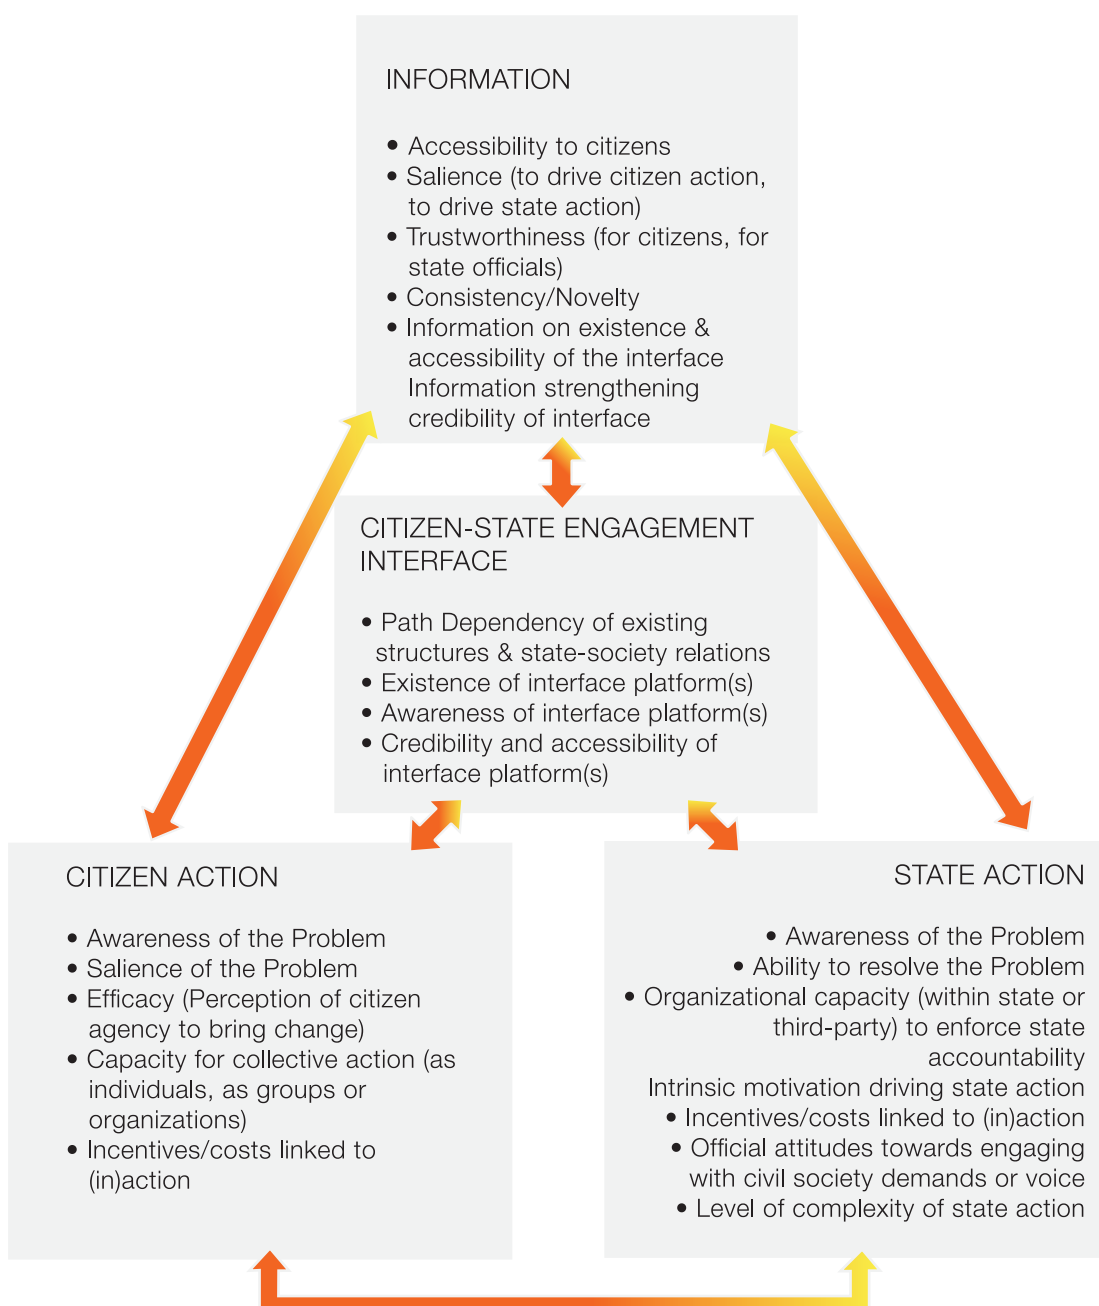 INFORMATION
• Accessibility to citizens
• Salience (to drive citizen action,
to drive state action)
• Trustworthiness (for citizens, for
state officials)
• Consistency/Novelty
• Information on existence &
accessibility of the interface
Information strengthening
credibility of interface
CITIZEN-STATE ENGAGEMENT
INTERFACE
• Path Dependency of existing
structures & state-society relations
• Existence of interface platform(s)
• Awareness of interface platform(s)
• Credibility and accessibility of
interface platform(s)
CITIZEN ACTION
• Awareness of the Problem
• Salience of the Problem
• Efficacy (Perception of citizen
agency to bring change)
• Capacity for collective action (as
individuals, as groups or
organizations)
• Incentives/costs linked to
(in)action
STATE ACTION
• Awareness of the Problem
• Ability to resolve the Problem
• Organizational capacity (within state or
third-party) to enforce state
accountability
Intrinsic motivation driving state action
• Incentives/costs linked to (in)action
• Official attitudes towards engaging
with civil society demands or voice
• Level of complexity of state action